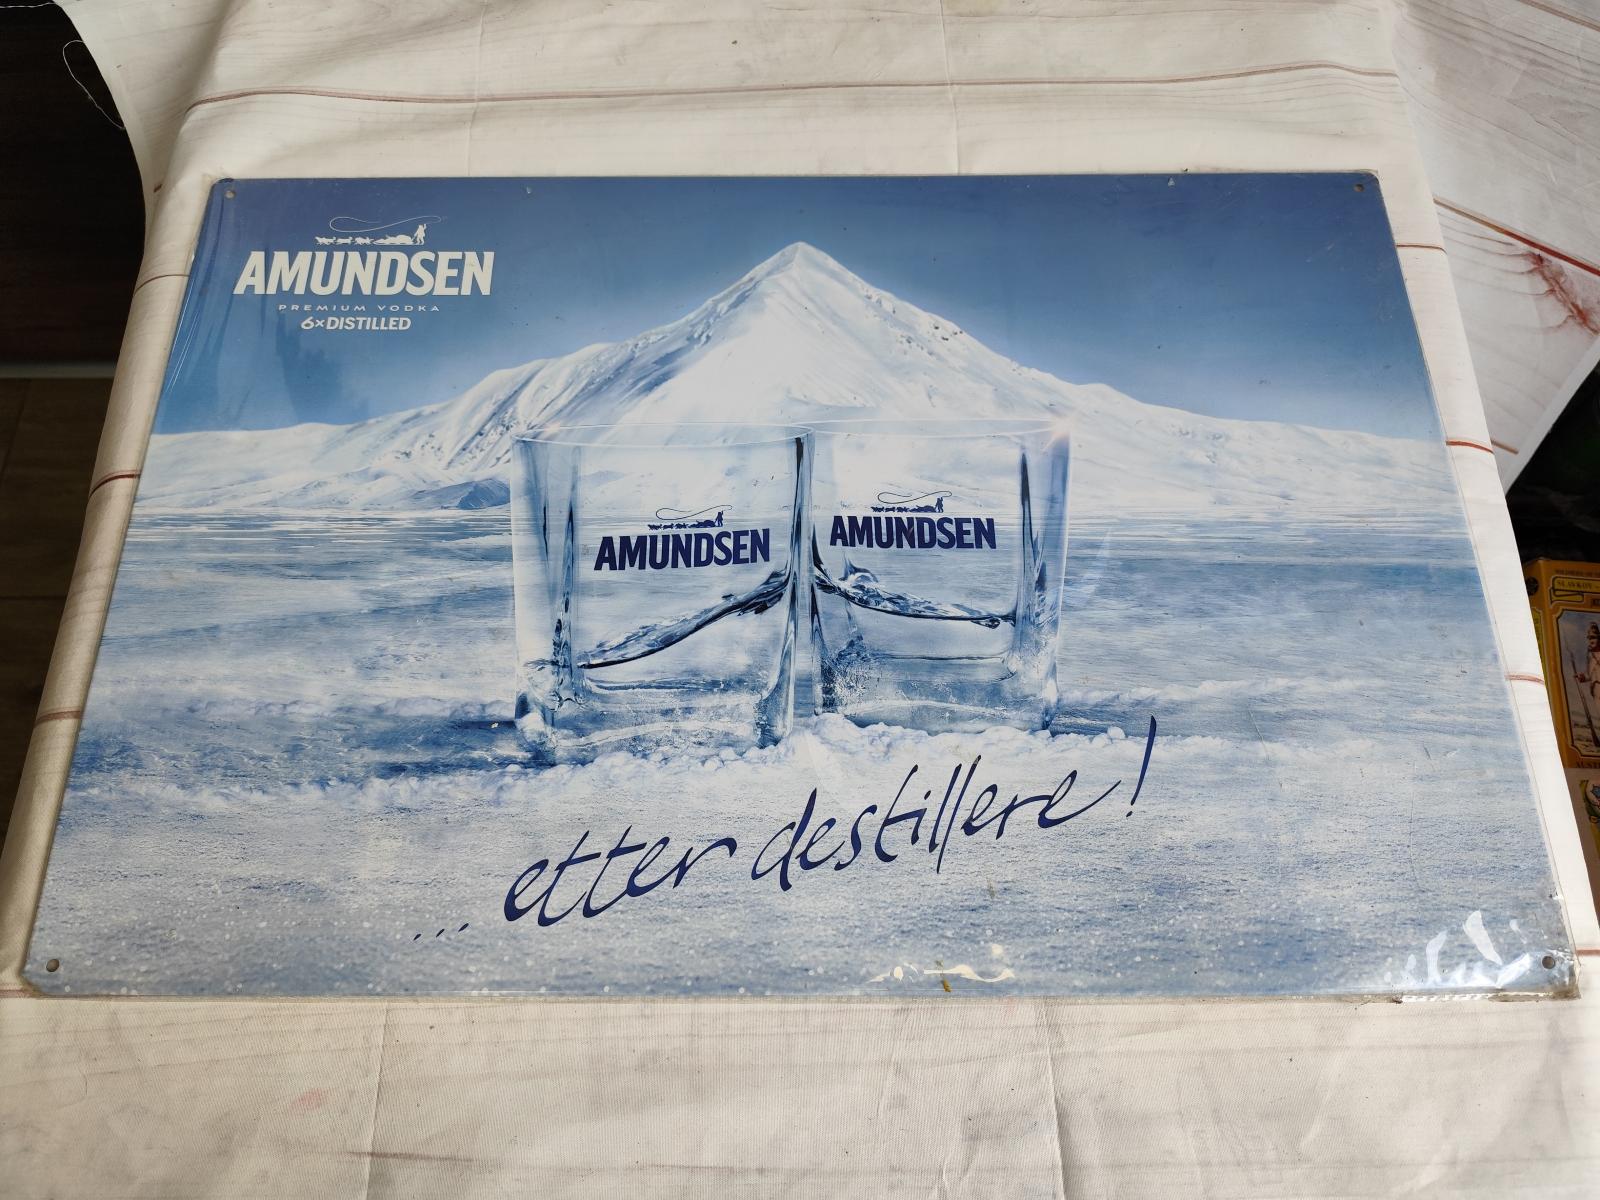 AMUNDSEN
PREMIUM VODKA
6×DISTILLED
AMUNDSEN
AMUNDSEN
...etter destillere!